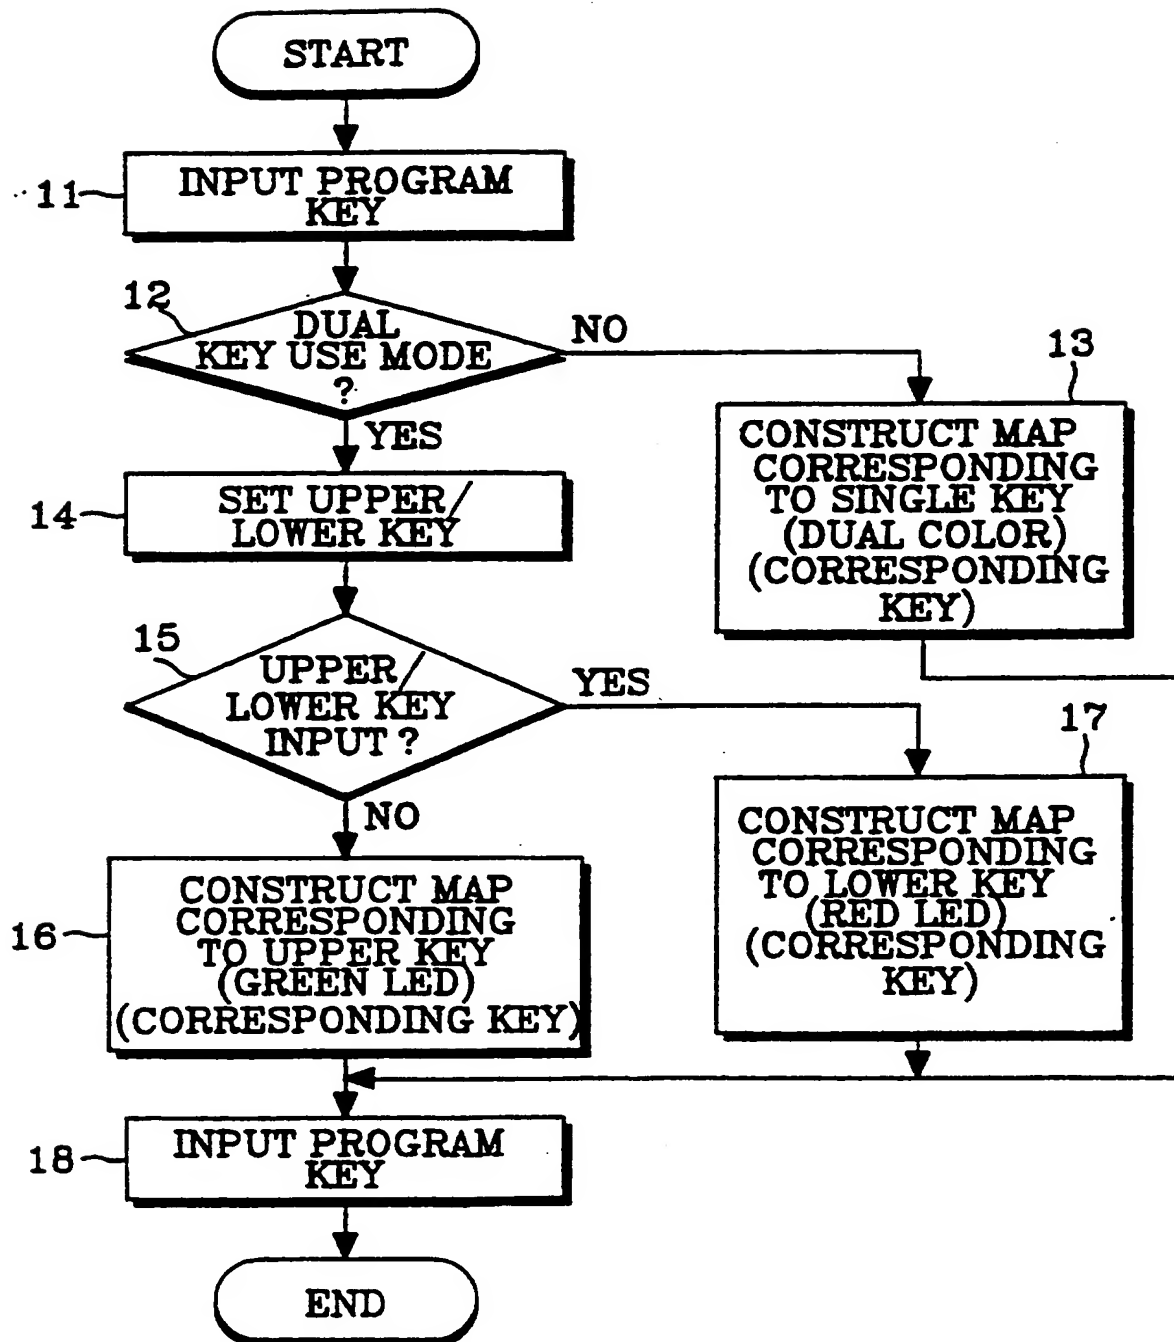 START
11
INPUT PROGRAM
KEY
12
DUAL
KEY USE MODE
?
NO
YES
13
CONSTRUCT MAP
CORRESPONDING
TO SINGLE KEY
(DUAL COLOR)
(CORRESPONDING
KEY)
14
SET UPPER/
LOWER KEY
15
UPPER/
LOWER KEY
INPUT ?
YES
NO
17
CONSTRUCT MAP
CORRESPONDING
TO LOWER KEY
(RED LED)
(CORRESPONDING
KEY)
16
CONSTRUCT MAP
CORRESPONDING
TO UPPER KEY
(GREEN LED)
(CORRESPONDING KEY)
18
INPUT PROGRAM
KEY
END